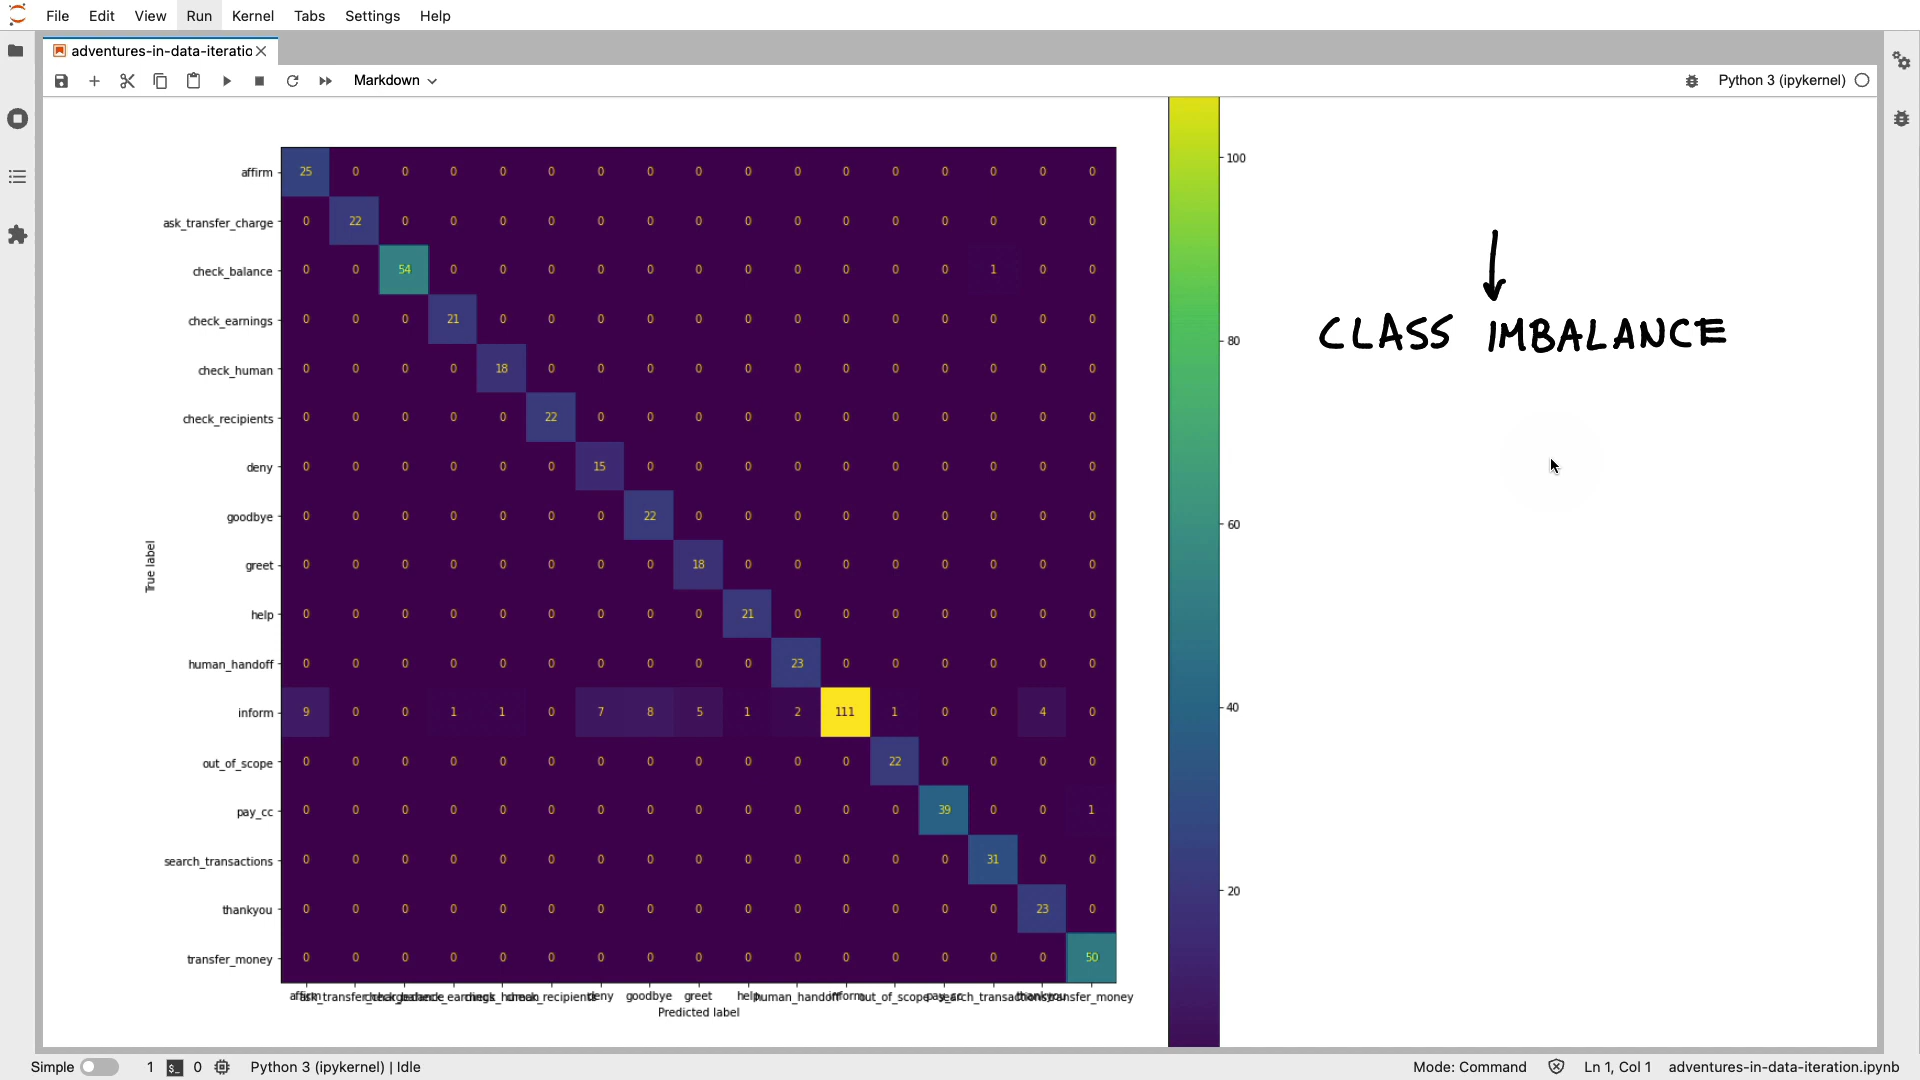 File Edit View Run Kernel Tabs Settings Help
adventures-in-data-iteratio
Markdown
Python 3 (ipykernel)
100
80
60
40
20
CLASS IMBALANCE
True label
affirm 25 0 0 0 0 0 0 0 0 0 0 0 0 0 0 0 0
ask_transfer_charge 0 22 0 0 0 0 0 0 0 0 0 0 0 0 0 0 0
check_balance 0 0 54 0 0 0 0 0 0 0 0 0 0 0 1 0 0
check_earnings 0 0 0 21 0 0 0 0 0 0 0 0 0 0 0 0 0
check_human 0 0 0 0 18 0 0 0 0 0 0 0 0 0 0 0 0
check_recipients 0 0 0 0 0 22 0 0 0 0 0 0 0 0 0 0 0
deny 0 0 0 0 0 0 15 0 0 0 0 0 0 0 0 0 0
goodbye 0 0 0 0 0 0 0 22 0 0 0 0 0 0 0 0 0
greet 0 0 0 0 0 0 0 0 18 0 0 0 0 0 0 0 0
help 0 0 0 0 0 0 0 0 0 21 0 0 0 0 0 0 0
human_handoff 0 0 0 0 0 0 0 0 0 0 23 0 0 0 0 0 0
inform 9 0 0 1 1 0 7 8 5 1 2 111 1 0 0 4 0
out_of_scope 0 0 0 0 0 0 0 0 0 0 0 0 22 0 0 0 0
pay_cc 0 0 0 0 0 0 0 0 0 0 0 0 0 39 0 0 1
search_transactions 0 0 0 0 0 0 0 0 0 0 0 0 0 0 31 0 0
thankyou 0 0 0 0 0 0 0 0 0 0 0 0 0 0 0 23 0
transfer_money 0 0 0 0 0 0 0 0 0 0 0 0 0 0 0 0 50
affirm ask_transfer_charge check_balance check_earnings check_human check_recipients deny goodbye greet help human_handoff inform out_of_scope pay_cc search_transactions thankyou transfer_money
Predicted label
Simple 1 0 Python 3 (ipykernel) | Idle Mode: Command Ln 1, Col 1 adventures-in-data-iteration.ipynb